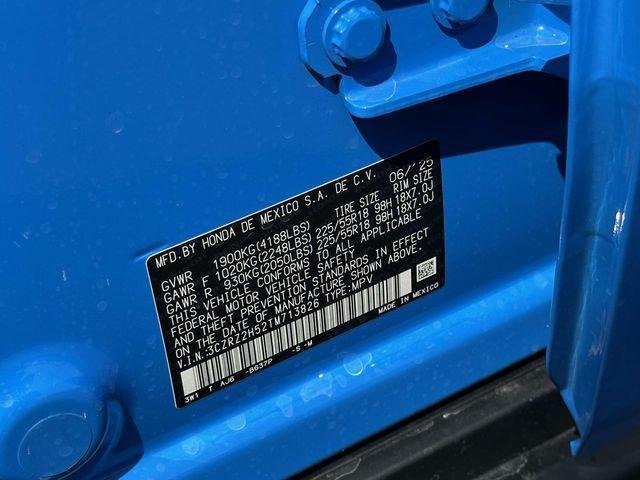 MFD.BY HONDA DE MEXICO S.A. DE C.V. 06/'25
TIRE SIZE RIM SIZE
GVWR 1900KG(4188LBS)
GAWR F 1020KG(2248LBS) 225/55R18 98H 18X7.0J
GAWR R 930KG(2050LBS) 225/55R18 98H 18X7.0J
THIS VEHICLE CONFORMS TO ALL APPLICABLE
FEDERAL MOTOR VEHICLE SAFETY,
AND THEFT PREVENTION STANDARDS IN EFFECT
ON THE DATE OF MANUFACTURE SHOWN ABOVE.
V.I.N.:3CZRZ2H52TM713828 TYPE:MPV
MADE IN MEXICO
3W1 T AJ6 -B637P -S -M